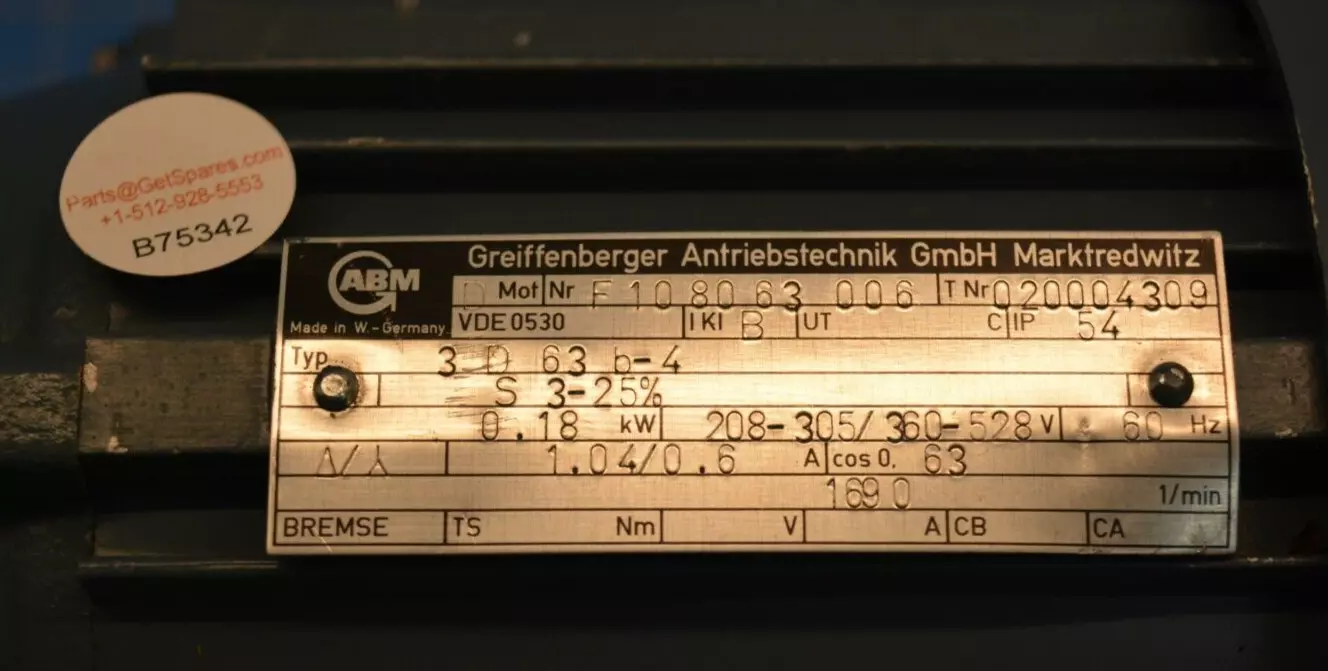 Parts@GetSpares.com
+1-512-928-5553
B75342
ABM
Made in W.-Germany
Greiffenberger Antriebstechnik GmbH Marktredwitz
D Mot Nr F108063 006 T Nr 020004309
VDE 0530 I Kl B UT C IP 54
Typ 3 D 63 b-4
S 3-25%
0.18 kW 208-305/360-528 V 60 Hz
Δ/⅄ 1.04/0.6 A cos 0, 63
1690 1/min
BREMSE TS Nm V A CB CA